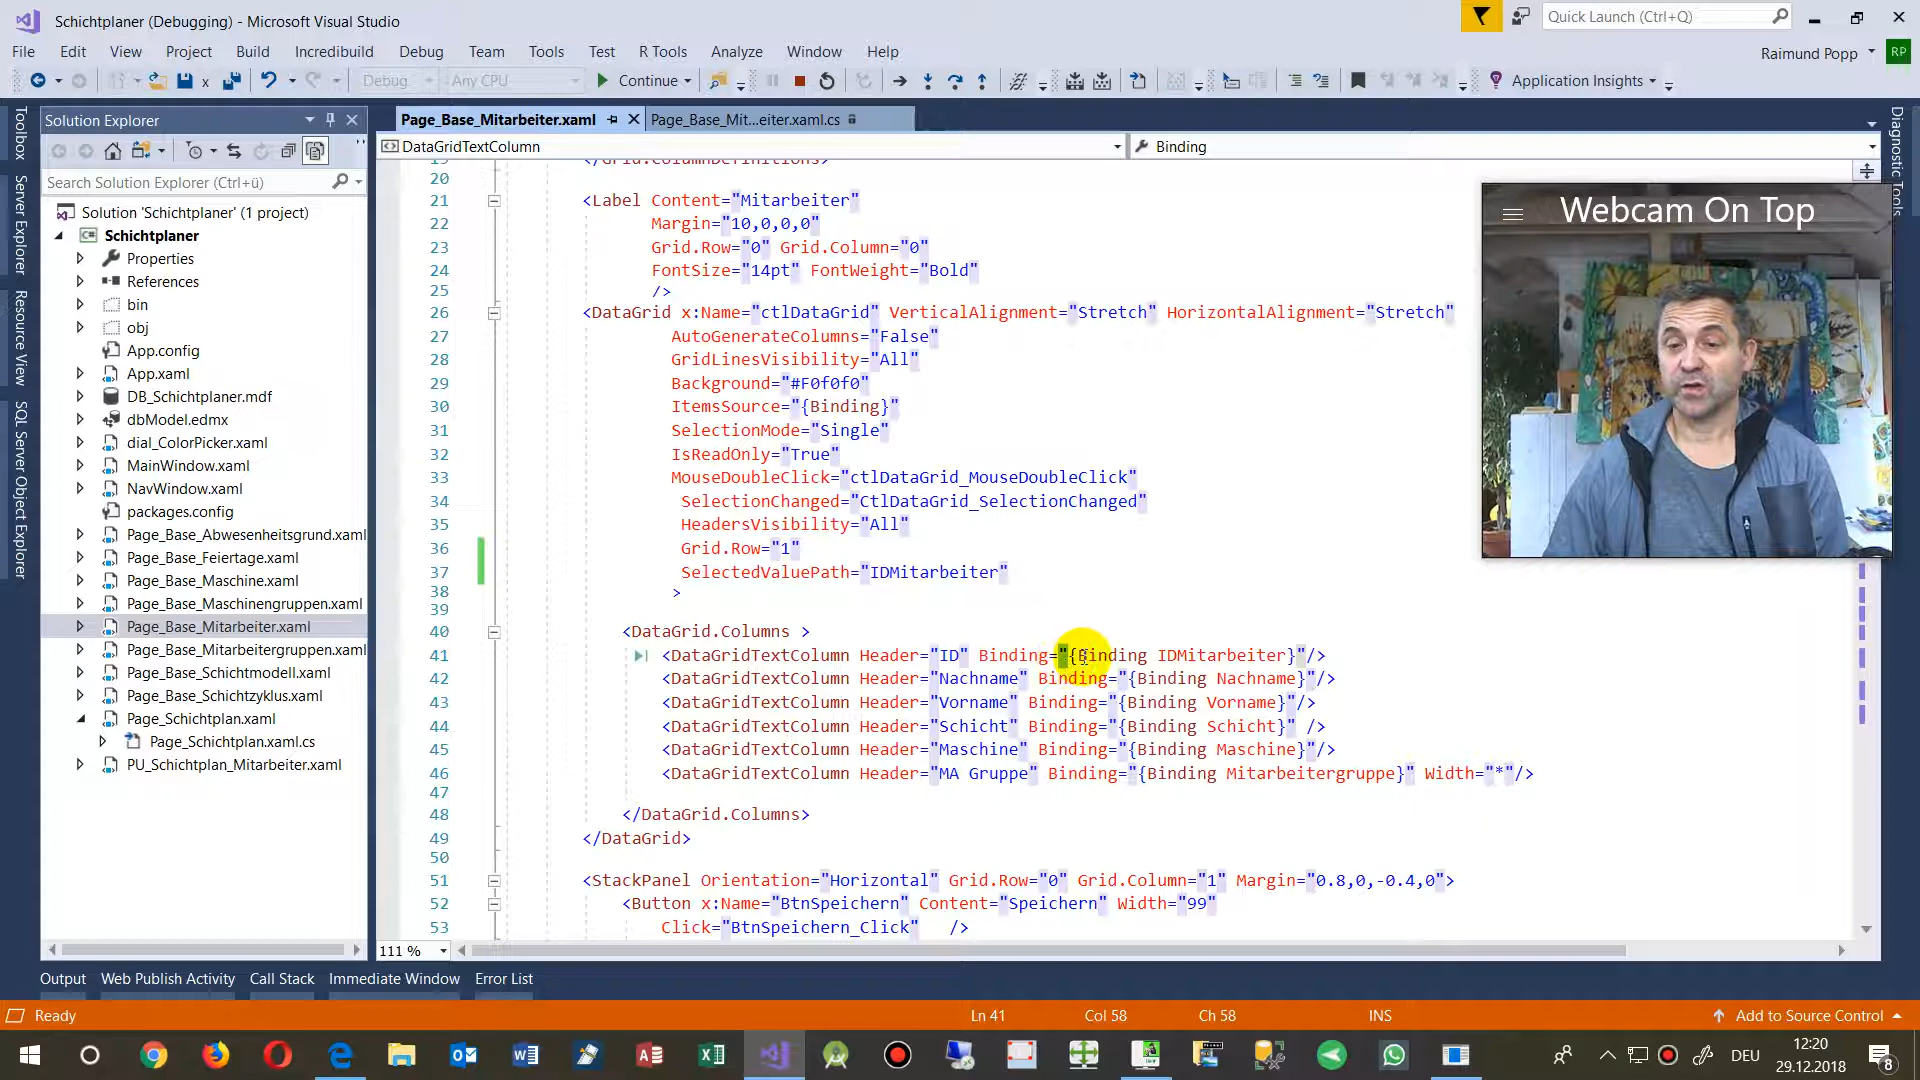 Schichtplaner (Debugging) - Microsoft Visual Studio
Quick Launch (Ctrl+Q)
File Edit View Project Build Incredibuild Debug Team Tools Test R Tools Analyze Window Help
Raimund Popp RP
Debug Any CPU Continue Application Insights
Solution Explorer
Page_Base_Mitarbeiter.xaml Page_Base_Mit...eiter.xaml.cs
DataGridTextColumn Binding
Search Solution Explorer (Ctrl+ü)
Toolbox
Server Explorer
Resource View
SQL Server Object Explorer
Diagnostic Tools
Solution 'Schichtplaner' (1 project)
Schichtplaner
Properties
References
bin
obj
App.config
App.xaml
DB_Schichtplaner.mdf
dbModel.edmx
dial_ColorPicker.xaml
MainWindow.xaml
NavWindow.xaml
packages.config
Page_Base_Abwesenheitsgrund.xaml
Page_Base_Feiertage.xaml
Page_Base_Maschine.xaml
Page_Base_Maschinengruppen.xaml
Page_Base_Mitarbeiter.xaml
Page_Base_Mitarbeitergruppen.xaml
Page_Base_Schichtmodell.xaml
Page_Base_Schichtzyklus.xaml
Page_Schichtplan.xaml
Page_Schichtplan.xaml.cs
PU_Schichtplan_Mitarbeiter.xaml
19 </Grid.ColumnDefinitions>
20
21 <Label Content="Mitarbeiter"
22 Margin="10,0,0,0"
23 Grid.Row="0" Grid.Column="0"
24 FontSize="14pt" FontWeight="Bold"
25 />
26 <DataGrid x:Name="ctlDataGrid" VerticalAlignment="Stretch" HorizontalAlignment="Stretch"
27 AutoGenerateColumns="False"
28 GridLinesVisibility="All"
29 Background="#F0f0f0"
30 ItemsSource="{Binding}"
31 SelectionMode="Single"
32 IsReadOnly="True"
33 MouseDoubleClick="ctlDataGrid_MouseDoubleClick"
34 SelectionChanged="CtlDataGrid_SelectionChanged"
35 HeadersVisibility="All"
36 Grid.Row="1"
37 SelectedValuePath="IDMitarbeiter"
38 >
39
40 <DataGrid.Columns >
41 <DataGridTextColumn Header="ID" Binding="{Binding IDMitarbeiter}"/>
42 <DataGridTextColumn Header="Nachname" Binding="{Binding Nachname}"/>
43 <DataGridTextColumn Header="Vorname" Binding="{Binding Vorname}"/>
44 <DataGridTextColumn Header="Schicht" Binding="{Binding Schicht}" />
45 <DataGridTextColumn Header="Maschine" Binding="{Binding Maschine}"/>
46 <DataGridTextColumn Header="MA Gruppe" Binding="{Binding Mitarbeitergruppe}" Width="*"/>
47
48 </DataGrid.Columns>
49 </DataGrid>
50
51 <StackPanel Orientation="Horizontal" Grid.Row="0" Grid.Column="1" Margin="0.8,0,-0.4,0">
52 <Button x:Name="BtnSpeichern" Content="Speichern" Width="99"
53 Click="BtnSpeichern_Click" />
Webcam On Top
111 %
Output Web Publish Activity Call Stack Immediate Window Error List
Ready Ln 41 Col 58 Ch 58 INS Add to Source Control
DEU 12:20
29.12.2018 8